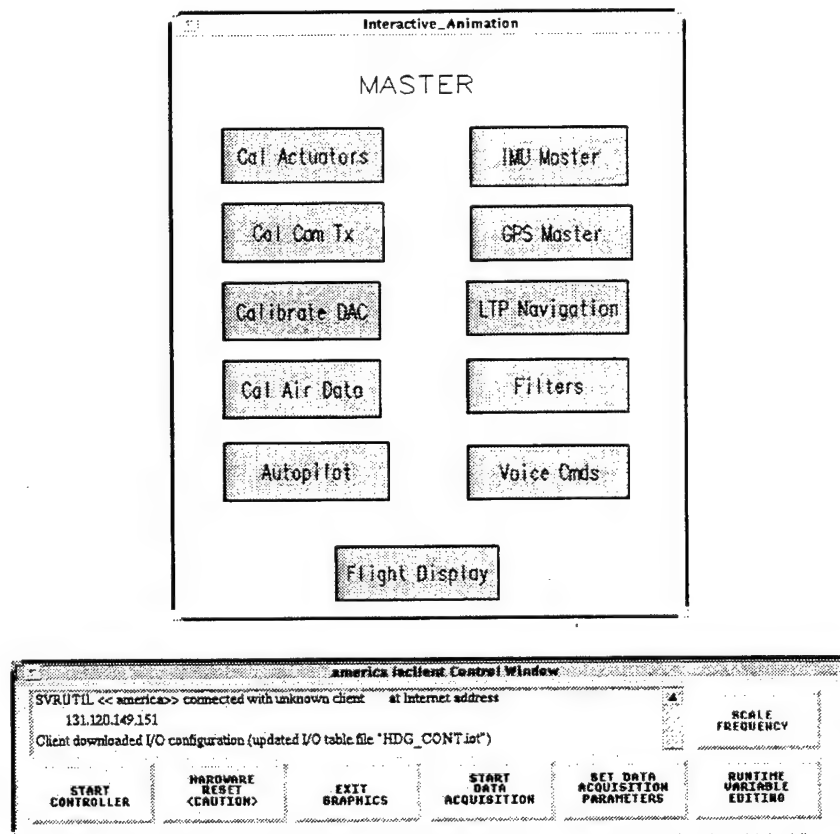 Interactive_Animation
MASTER
Cal Actuators
IMU Master
Cal Com Tx
GPS Master
Calibrate DAC
LTP Navigation
Cal Air Data
Filters
Autopilot
Voice Cmds
Flight Display
america iaclient Control Window
SVRUTIL << america>> connected with unknown client at Internet address
131.120.149.151
Client downloaded I/O configuration (updated I/O table file "HDG_CONT.iot")
SCALE
FREQUENCY
START
CONTROLLER
HARDWARE
RESET
<CAUTION>
EXIT
GRAPHICS
START
DATA
ACQUISITION
SET DATA
ACQUISITION
PARAMETERS
RUNTIME
VARIABLE
EDITING